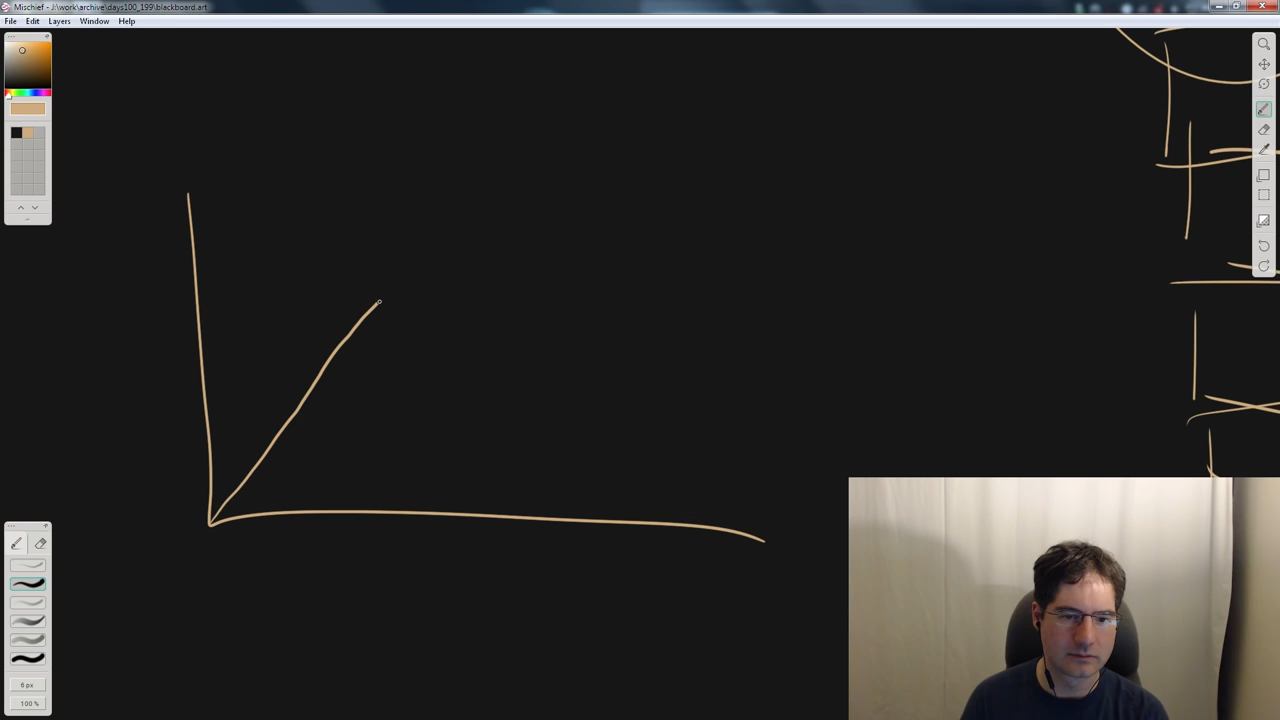 Mischief - J:\work\archive\days100_199\blackboard.art
File Edit Layers Window Help
6 px
100 %